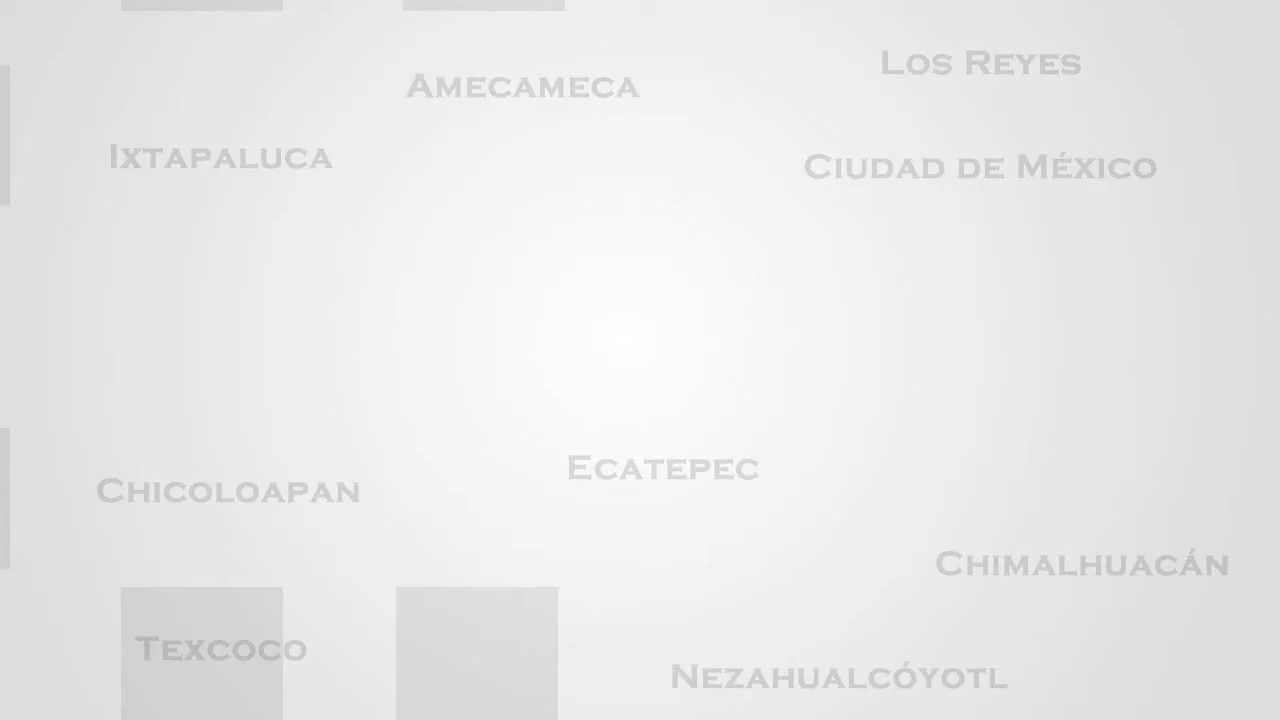 Los Reyes
Amecameca
Ixtapaluca
Ciudad de México
Ecatepec
Chicoloapan
Chimalhuacán
Texcoco
Nezahualcóyotl